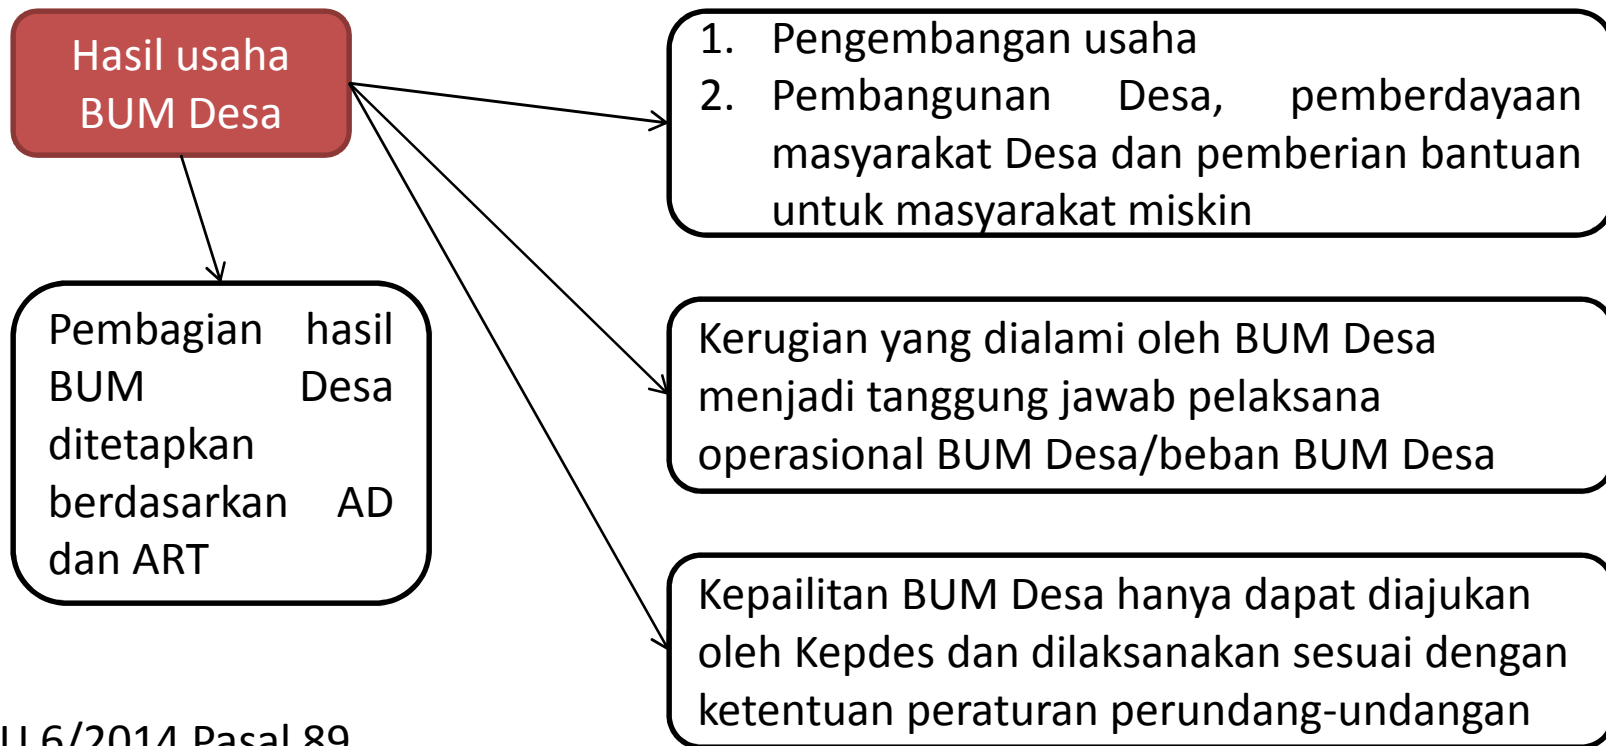 Hasil usaha
BUM Desa
1. Pengembangan usaha
2. Pembangunan Desa, pemberdayaan
masyarakat Desa dan pemberian bantuan
untuk masyarakat miskin
Pembagian hasil
BUM Desa
ditetapkan
berdasarkan AD
dan ART
Kerugian yang dialami oleh BUM Desa
menjadi tanggung jawab pelaksana
operasional BUM Desa/beban BUM Desa
Kepailitan BUM Desa hanya dapat diajukan
oleh Kepdes dan dilaksanakan sesuai dengan
ketentuan peraturan perundang-undangan
6/2014 Pasal 89